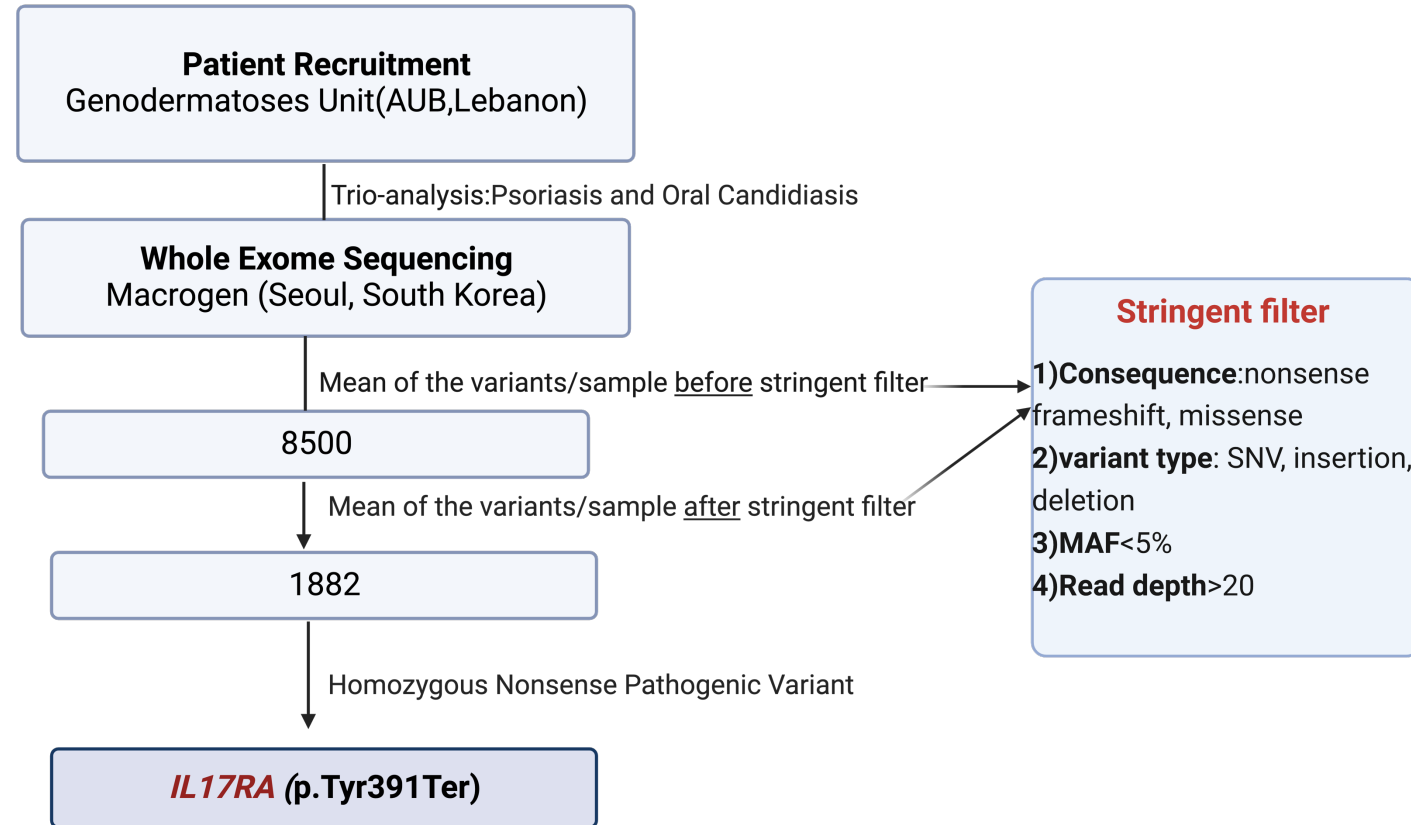 Patient Recruitment
Genodermatoses Unit(AUB,Lebanon)
Trio-analysis:Psoriasis and Oral Candidiasis
Whole Exome Sequencing
Macrogen (Seoul, South Korea)
Mean of the variants/sample before stringent filter
8500
Mean of the variants/sample after stringent filter
1882
Homozygous Nonsense Pathogenic Variant
IL17RA (p.Tyr391Ter)
Stringent filter
1)Consequence:nonsense
frameshift, missense
2)variant type: SNV, insertion,
deletion
3)MAF<5%
4)Read depth>20